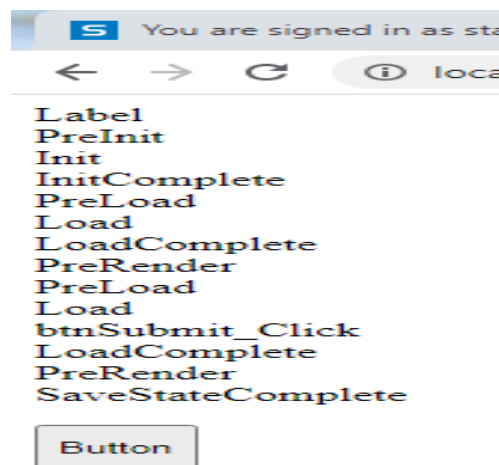 S You are signed in as sta
loca
Label
PreInit
Init
InitComplete
PreLoad
Load
LoadComplete
PreRender
PreLoad
Load
btnSubmit_Click
LoadComplete
PreRender
SaveStateComplete
Button